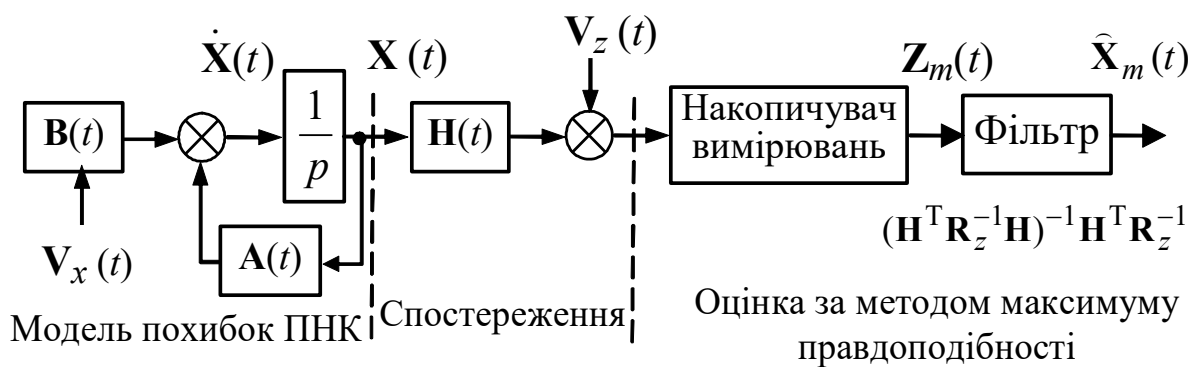 V_z(t)
Ẋ(t)
X(t)
Z_m(t)
X̂_m(t)
B(t)
1
p
H(t)
Накопичувач
вимірювань
Фільтр
V_x(t)
A(t)
(H^T R_z^{-1} H)^{-1} H^T R_z^{-1}
Модель похибок ПНК
Спостереження
Оцінка за методом максимуму
правдоподібності